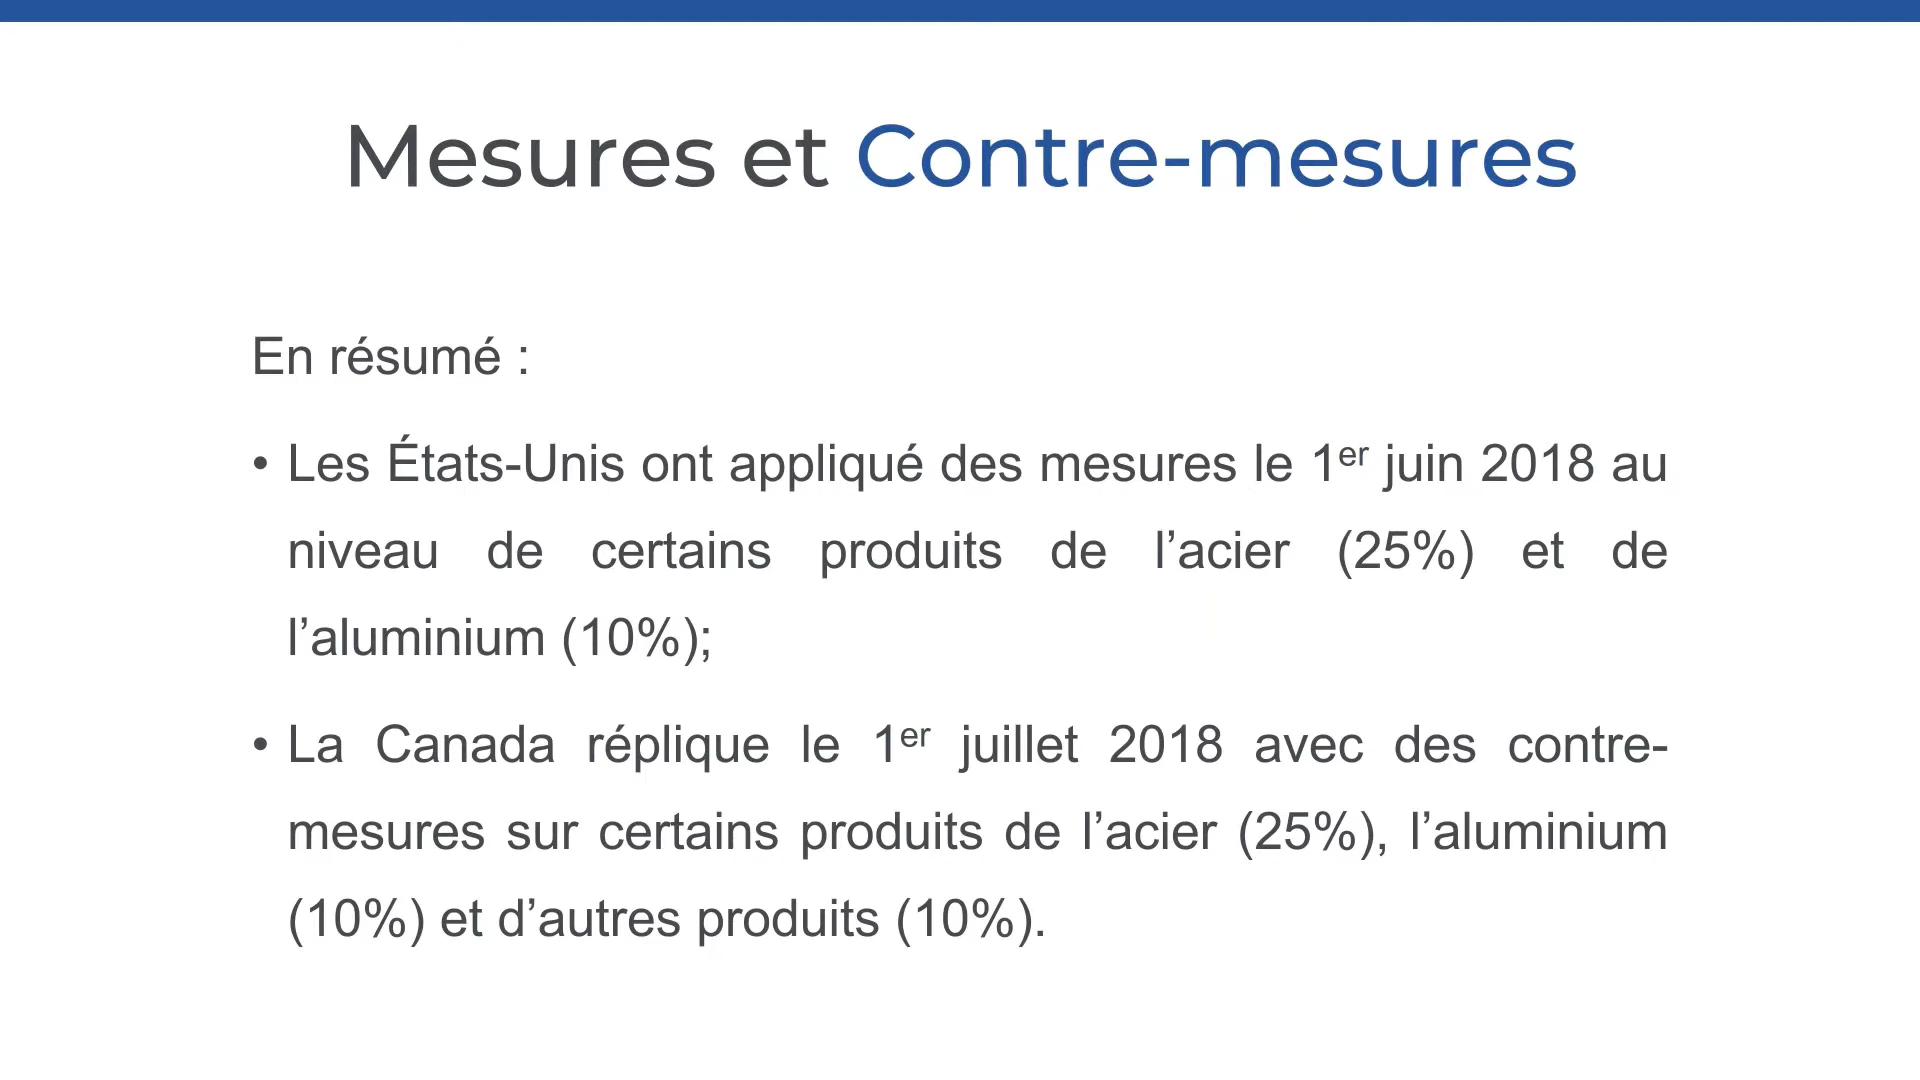 Mesures et Contre-mesures
En résumé :
• Les États-Unis ont appliqué des mesures le 1er juin 2018 au
niveau de certains produits de l’acier (25%) et de
l’aluminium (10%);
• La Canada réplique le 1er juillet 2018 avec des contre-
mesures sur certains produits de l’acier (25%), l’aluminium
(10%) et d’autres produits (10%).